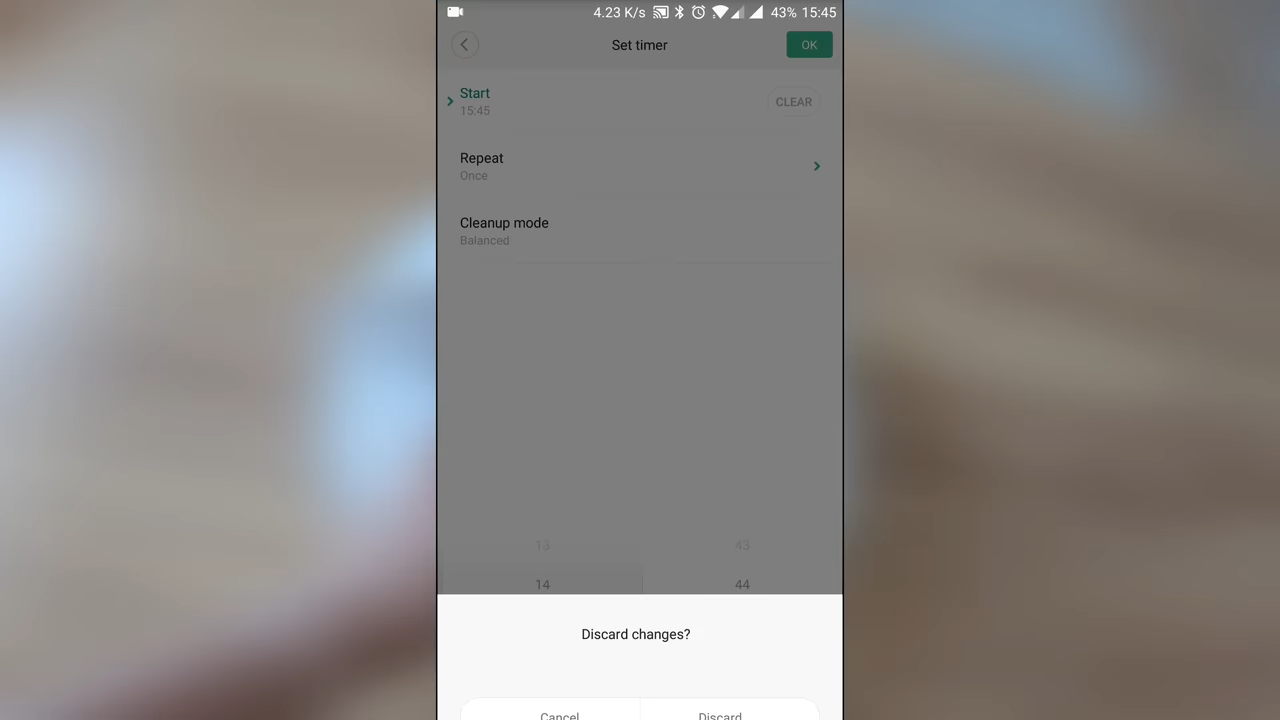 4.23 K/s 43% 15:45
Set timer OK
Start
15:45
CLEAR
Repeat
Once
Cleanup mode
Balanced
13 43
14 44
Discard changes?
Cancel Discard